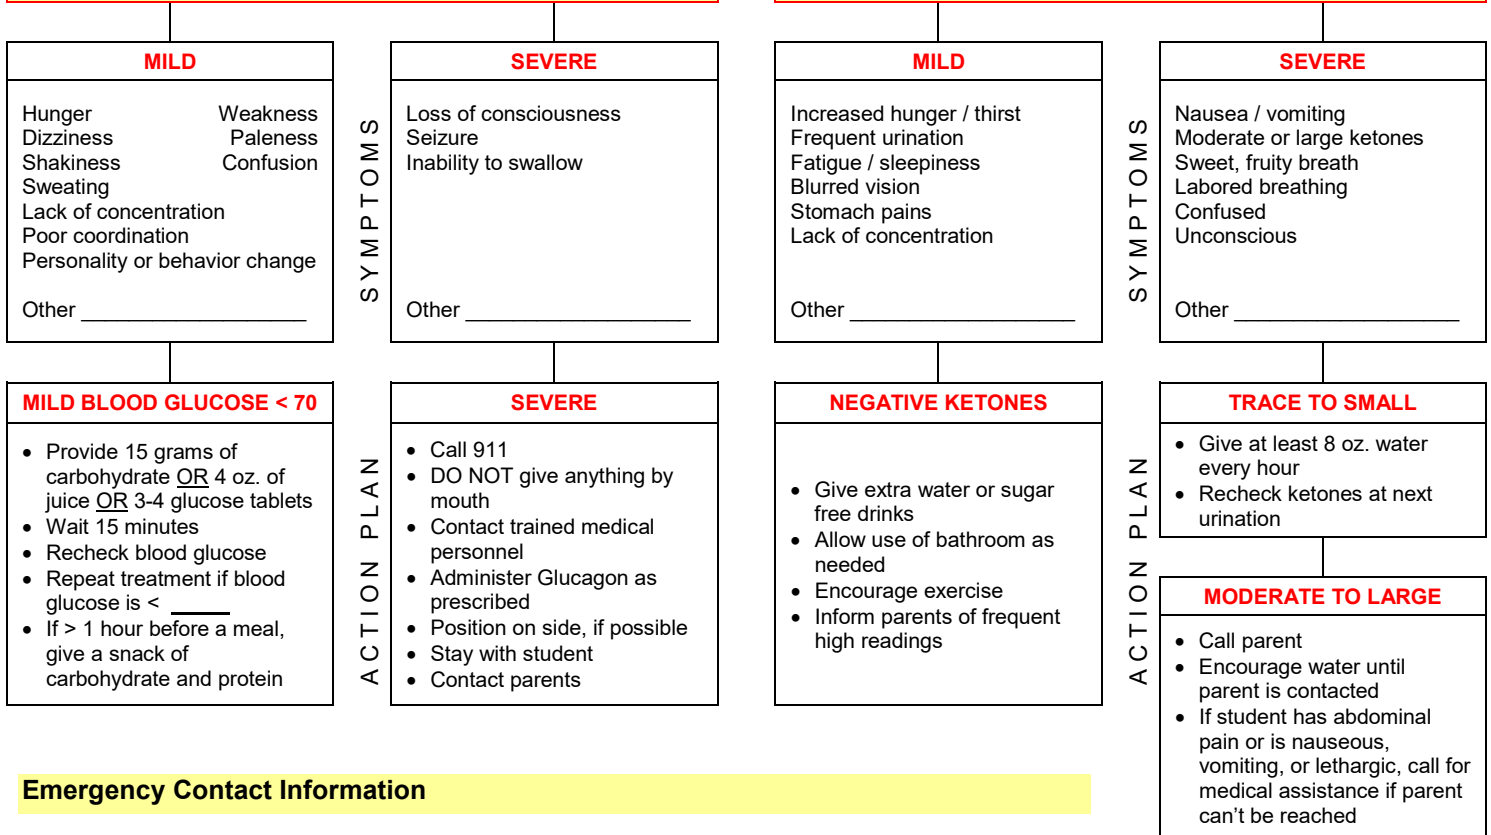 MILD
Hunger Weakness
Dizziness Paleness
Shakiness Confusion
Sweating
Lack of concentration
Poor coordination
Personality or behavior change
Other ___________________
SYMPTOMS
SEVERE
Loss of consciousness
Seizure
Inability to swallow
Other ___________________
MILD
Increased hunger / thirst
Frequent urination
Fatigue / sleepiness
Blurred vision
Stomach pains
Lack of concentration
Other ___________________
SYMPTOMS
SEVERE
Nausea / vomiting
Moderate or large ketones
Sweet, fruity breath
Labored breathing
Confused
Unconscious
Other ___________________
MILD BLOOD GLUCOSE < 70
• Provide 15 grams of
carbohydrate OR 4 oz. of
juice OR 3-4 glucose tablets
• Wait 15 minutes
• Recheck blood glucose
• Repeat treatment if blood
glucose is < _____
• If > 1 hour before a meal,
give a snack of
carbohydrate and protein
ACTION PLAN
SEVERE
• Call 911
• DO NOT give anything by
mouth
• Contact trained medical
personnel
• Administer Glucagon as
prescribed
• Position on side, if possible
• Stay with student
• Contact parents
NEGATIVE KETONES
• Give extra water or sugar
free drinks
• Allow use of bathroom as
needed
• Encourage exercise
• Inform parents of frequent
high readings
ACTION PLAN
TRACE TO SMALL
• Give at least 8 oz. water
every hour
• Recheck ketones at next
urination
MODERATE TO LARGE
• Call parent
• Encourage water until
parent is contacted
• If student has abdominal
pain or is nauseous,
vomiting, or lethargic, call for
medical assistance if parent
can't be reached
Emergency Contact Information